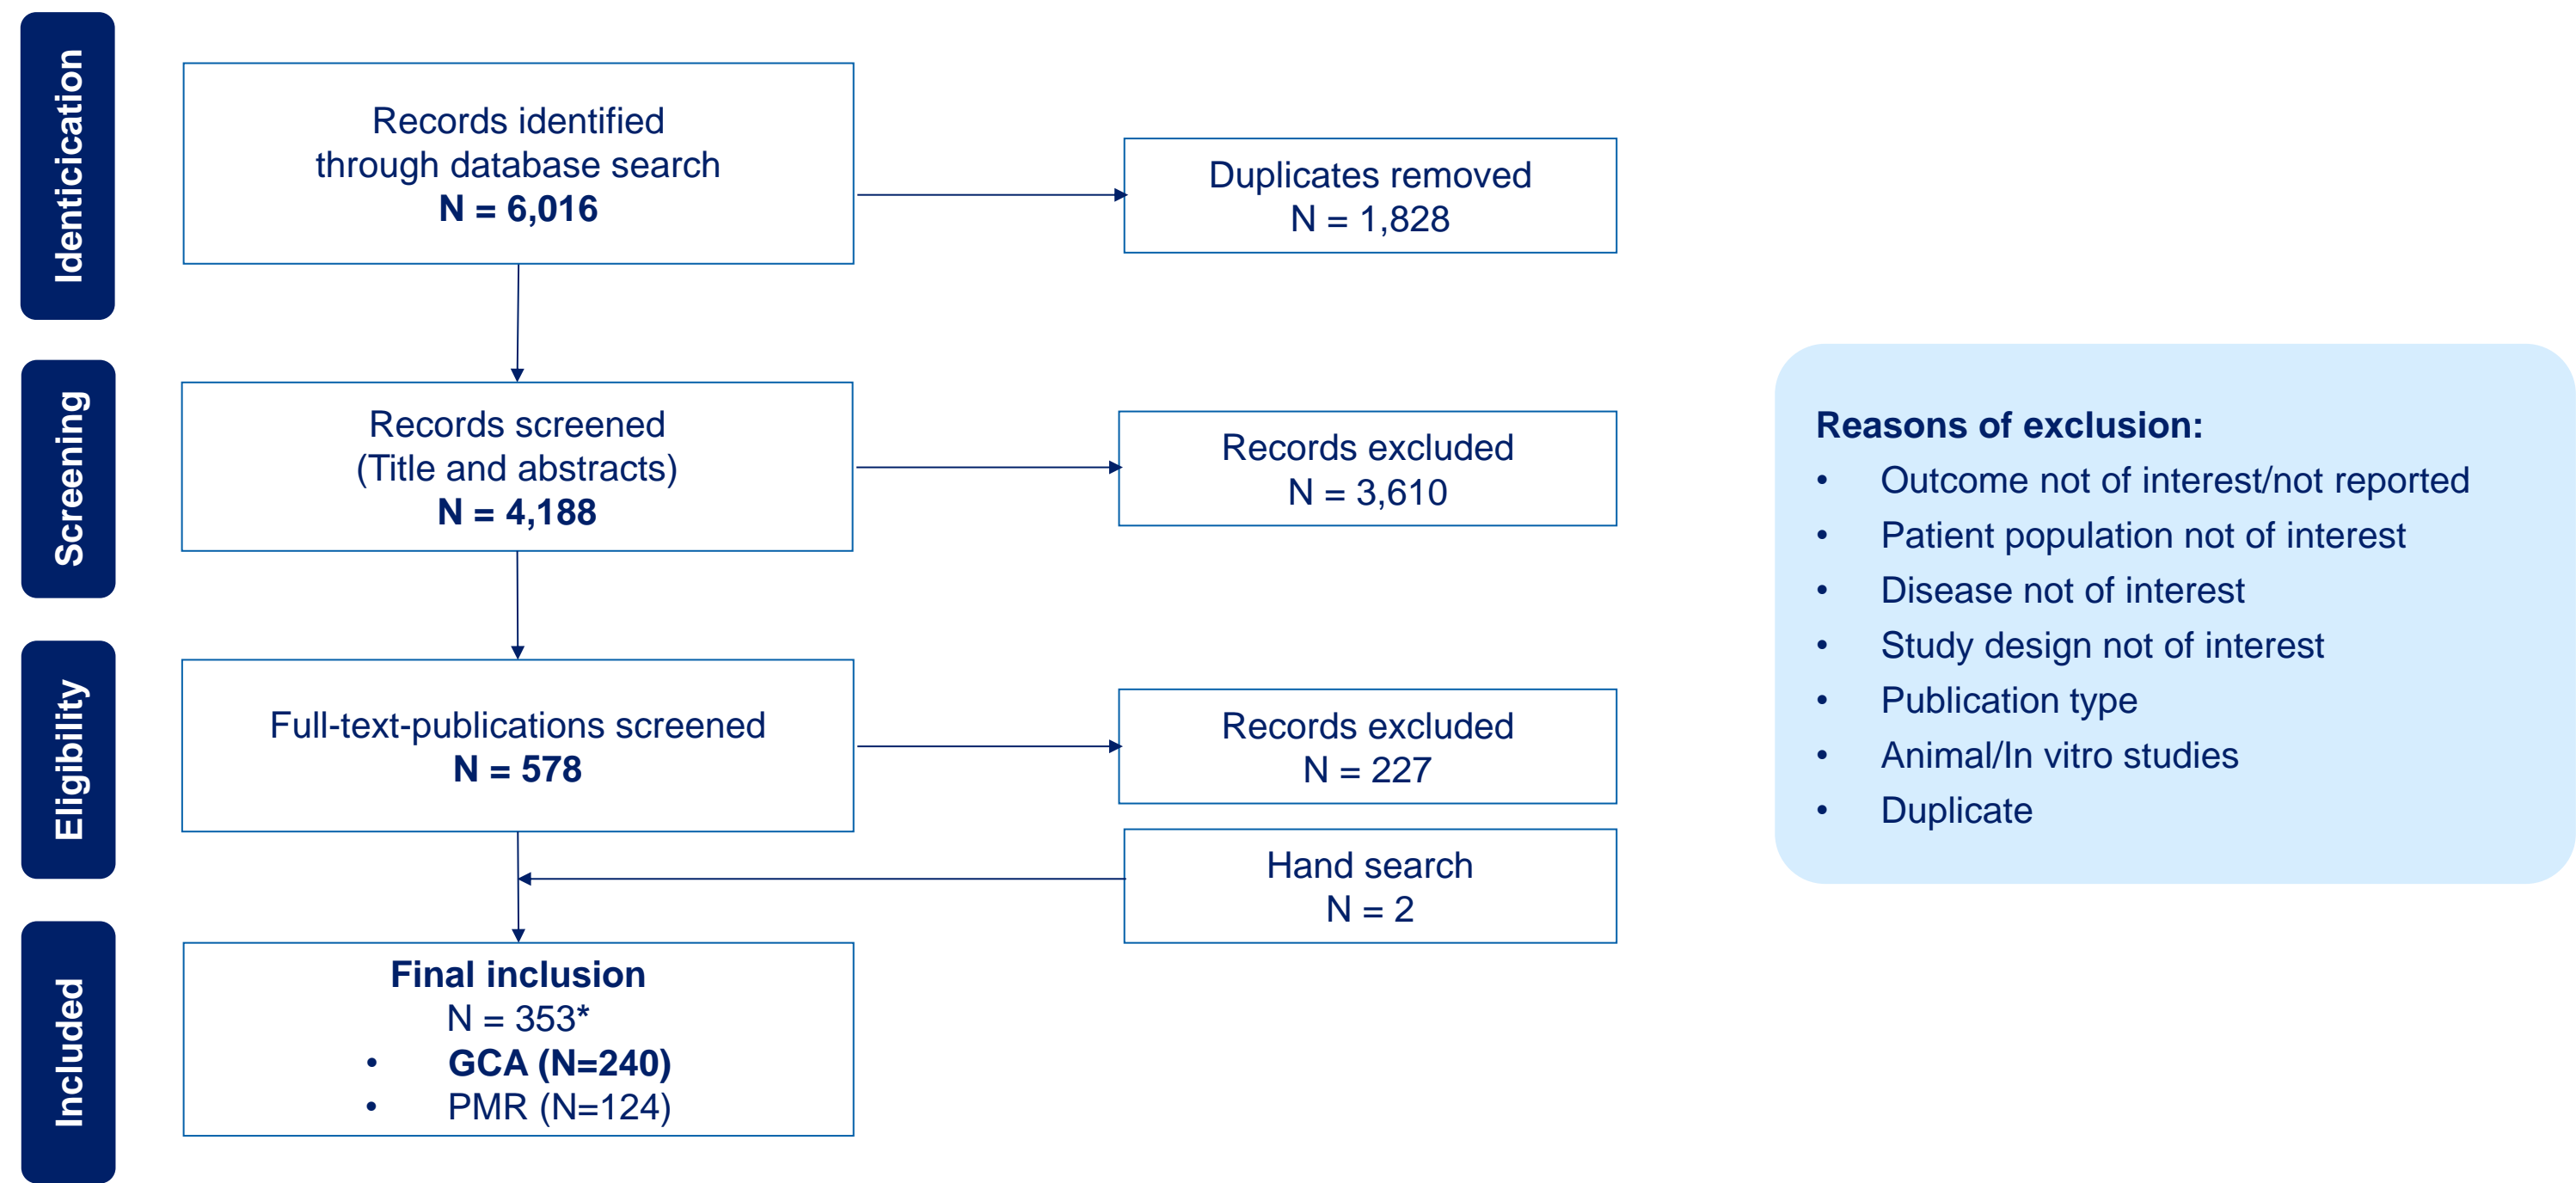 Identicication
Records identified
through database search
N = 6,016
Duplicates removed
N = 1,828
Screening
Records screened
(Title and abstracts)
N = 4,188
Records excluded
N = 3,610
Eligibility
Full-text-publications screened
N = 578
Records excluded
N = 227
Hand search
N = 2
Included
Final inclusion
N = 353*
• GCA (N=240)
• PMR (N=124)
Reasons of exclusion:
• Outcome not of interest/not reported
• Patient population not of interest
• Disease not of interest
• Study design not of interest
• Publication type
• Animal/In vitro studies
• Duplicate